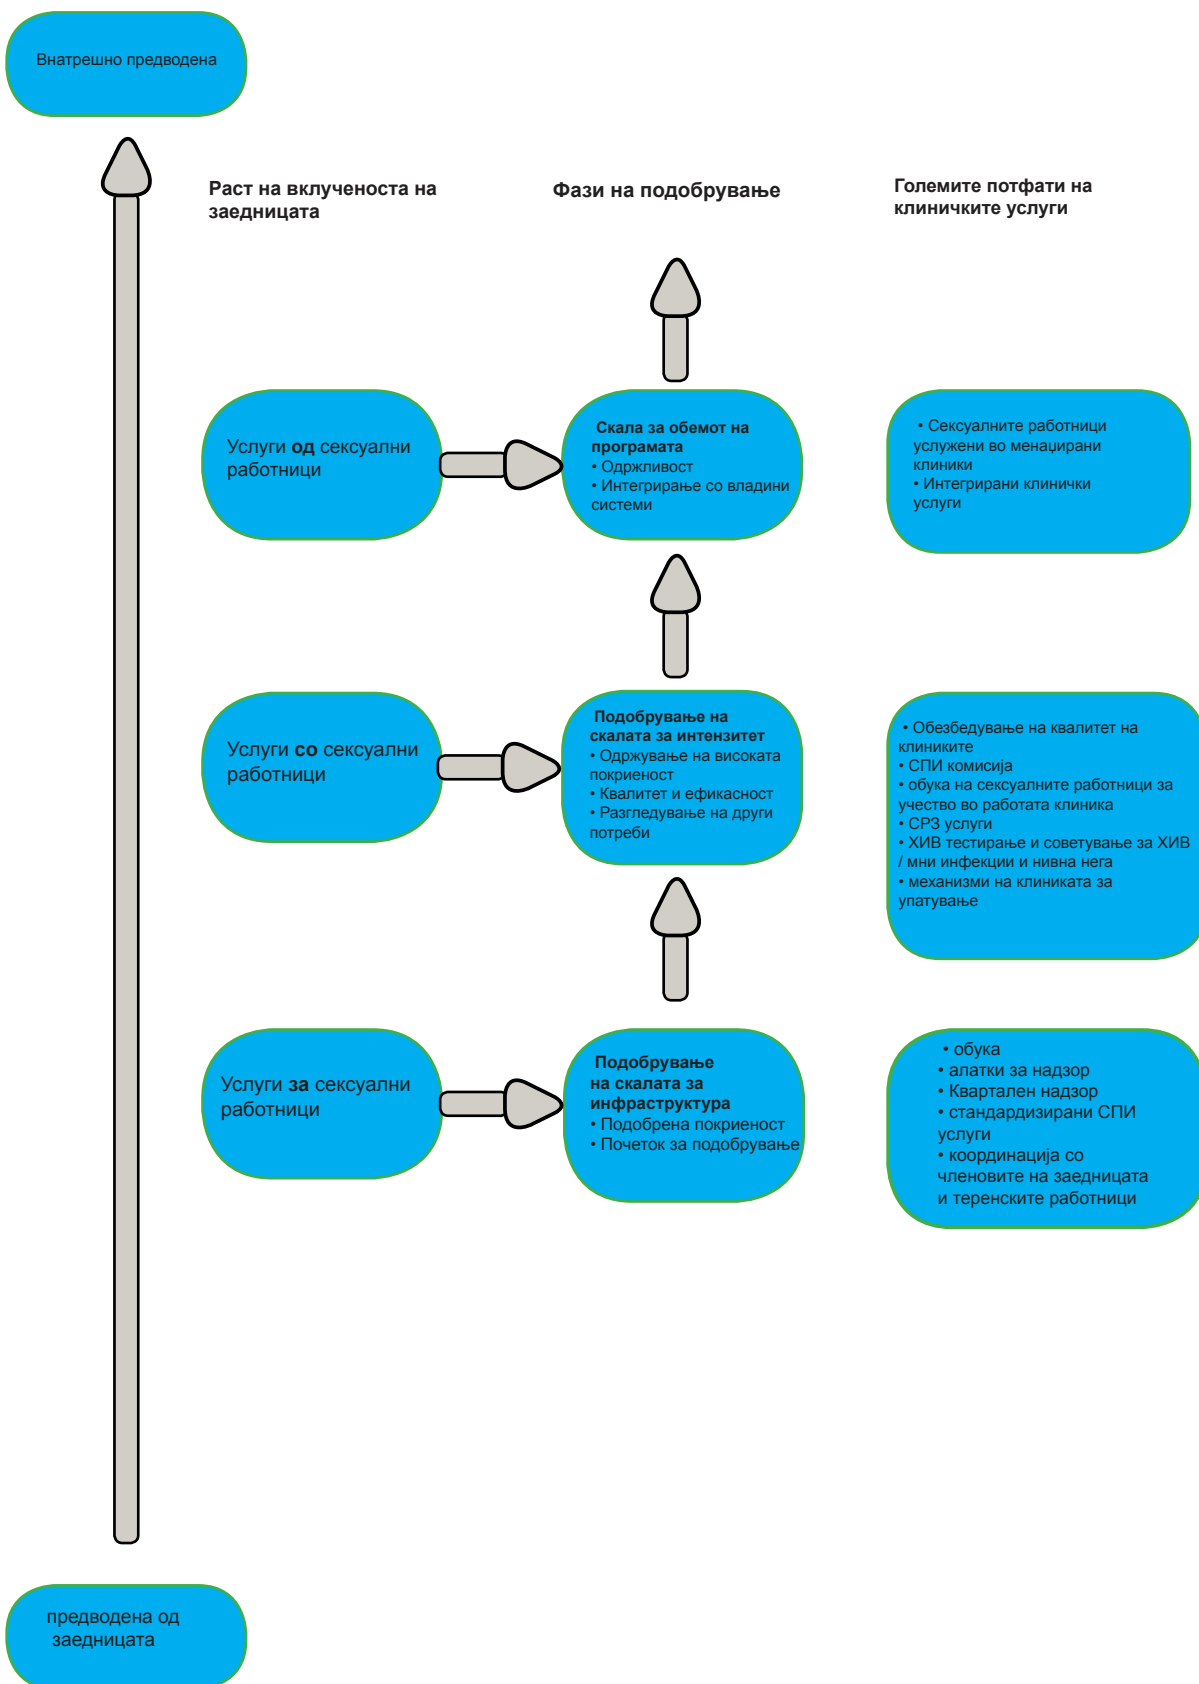 Внатрешно предводена
Раст на вклученоста на
заедницата
Фази на подобрување
Големите потфати на
клиничките услуги
Услуги од сексуални
работници
Скала за обемот на
програмата
• Одржливост
• Интегрирање со владини
системи
• Сексуалните работници
услужени во менаџирани
клиники
• Интегрирани клинички
услуги
Услуги со сексуални
работници
Подобрување на
скалата за интензитет
• Одржување на високата
покриеност
• Квалитет и ефикасност
• Разгледување на други
потреби
• Обезбедување на квалитет на
клиниките
• СПИ комисија
• обука на сексуалните работници за
учество во работата клиника
• СРЗ услуги
• ХИВ тестирање и советување за ХИВ
/ мни инфекции и нивна нега
• механизми на клиниката за
упатување
Услуги за сексуални
работници
Подобрување
на скалата за
инфраструктура
• Подобрена покриеност
• Почеток за подобрување
• обука
• алатки за надзор
• Квартален надзор
• стандардизирани СПИ
услуги
• координација со
членовите на заедницата
и теренските работници
предводена од
заедницата